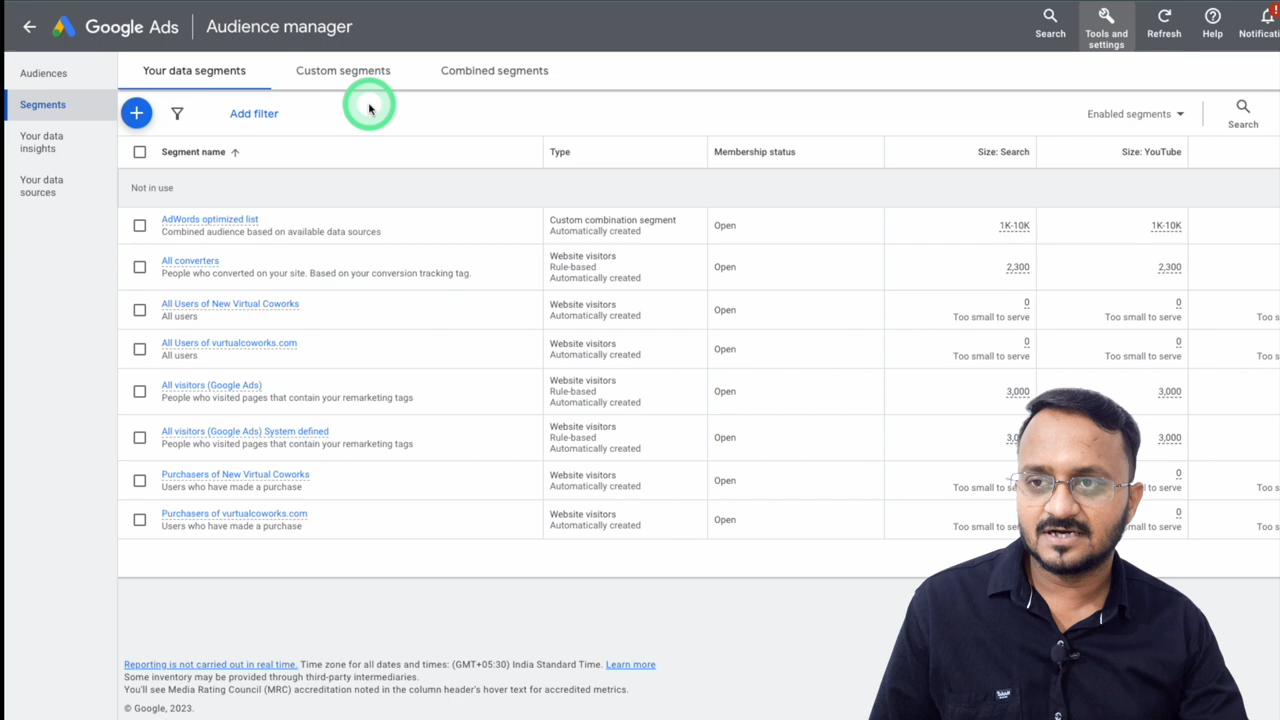 Google Ads
Audience manager
Search
Tools and settings
Refresh
Help
Audiences
Segments
Your data insights
Your data sources
Your data segments
Custom segments
Combined segments
Add filter
Enabled segments
Search
Segment name
Type
Membership status
Size: Search
Size: YouTube
Not in use
AdWords optimized list
Combined audience based on available data sources
Custom combination segment
Automatically created
Open
1K-10K
1K-10K
All converters
People who converted on your site. Based on your conversion tracking tag.
Website visitors
Rule-based
Automatically created
Open
2,300
2,300
All Users of New Virtual Coworks
All users
Website visitors
Automatically created
Open
0
Too small to serve
0
Too small to serve
Too s
All Users of vurtualcoworks.com
All users
Website visitors
Automatically created
Open
0
Too small to serve
0
Too small to serve
Too s
All visitors (Google Ads)
People who visited pages that contain your remarketing tags
Website visitors
Rule-based
Automatically created
Open
3,000
3,000
All visitors (Google Ads) System defined
People who visited pages that contain your remarketing tags
Website visitors
Rule-based
Automatically created
Open
3,0
3,000
Purchasers of New Virtual Coworks
Users who have made a purchase
Website visitors
Automatically created
Open
Too small to se
0
mall to serve
Too s
Purchasers of vurtualcoworks.com
Users who have made a purchase
Website visitors
Automatically created
Open
Too small to
0
mall to serve
Too s
Reporting is not carried out in real time. Time zone for all dates and times: (GMT+05:30) India Standard Time. Learn more
Some inventory may be provided through third-party intermediaries.
You'll see Media Rating Council (MRC) accreditation noted in the column header's hover text for accredited metrics.
© Google, 2023.